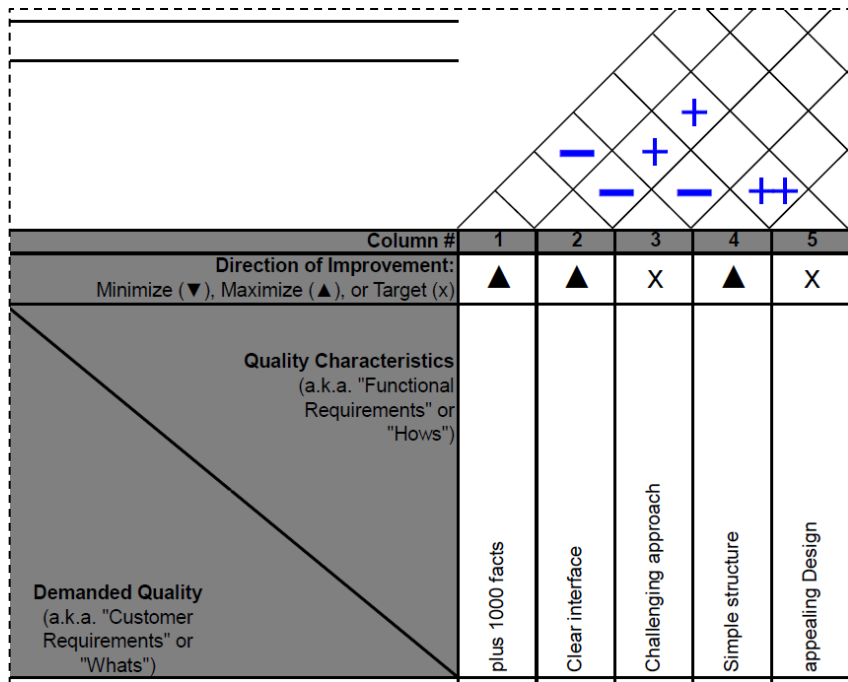 +
− + 
− − ++
Column # 1 2 3 4 5
Direction of Improvement:
Minimize (▼), Maximize (▲), or Target (x) ▲ ▲ x ▲ x
Quality Characteristics
(a.k.a. "Functional
Requirements" or
"Hows")
Demanded Quality
(a.k.a. "Customer
Requirements" or
"Whats")
plus 1000 facts
Clear interface
Challenging approach
Simple structure
appealing Design